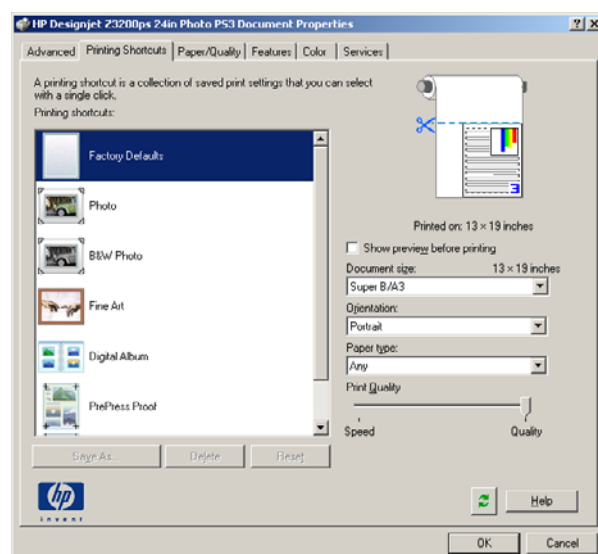 HP Designjet Z3200ps 24in Photo PS3 Document Properties
Advanced Printing Shortcuts Paper/Quality Features Color Services
A printing shortcut is a collection of saved print settings that you can select
with a single click.
Printing shortcuts:
Factory Defaults
Photo
B&W Photo
Fine Art
Digital Album
PrePress Proof
Save As... Delete Reset
3
Printed on: 13 × 19 inches
Show preview before printing
Document size: 13 × 19 inches
Super B/A3
Orientation:
Portrait
Paper type:
Any
Print Quality
Speed Quality
hp
invent
Help
OK Cancel